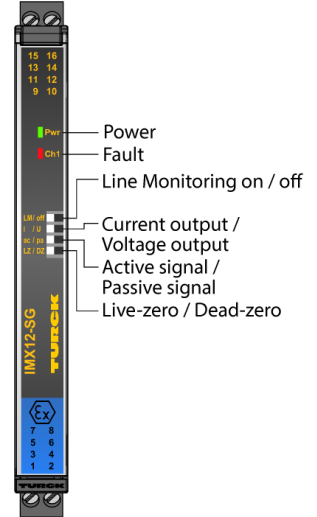 15 16
13 14
11 12
9 10
Pwr
Power
Ch1
Fault
Line Monitoring on / off
LM/ off
I / U
ac / pa
LZ / DZ
Current output /
Voltage output
Active signal /
Passive signal
Live-zero / Dead-zero
IMX12-SG
TURCK
Ex
7 8
5 6
3 4
1 2
TURCK